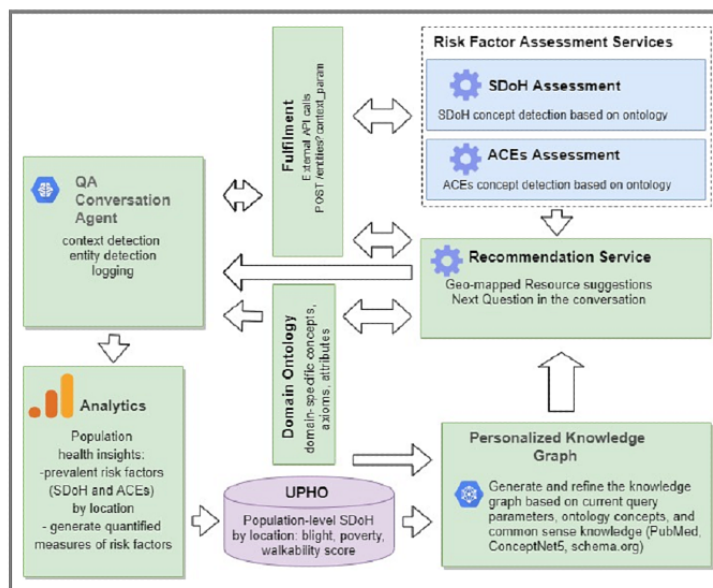 Risk Factor Assessment Services
SDoH Assessment
SDoH concept detection based on ontology
ACEs Assessment
ACEs concept detection based on ontology
Fulfilment
External API calls
POST /entities?context_param
QA
Conversation
Agent
context detection
entity detection
logging
Recommendation Service
Geo-mapped Resource suggestions
Next Question in the conversation
Domain Ontology
domain-specific concepts,
axioms, attributes
Analytics
Population
health insights:
-prevalent risk factors
(SDoH and ACEs)
by location
- generate quantified
measures of risk factors
UPHO
Population-level SDoH
by location: blight, poverty,
walkability score
Personalized Knowledge
Graph
Generate and refine the knowledge
graph based on current query
parameters, ontology concepts, and
common sense knowledge (PubMed,
ConceptNet5, schema.org)